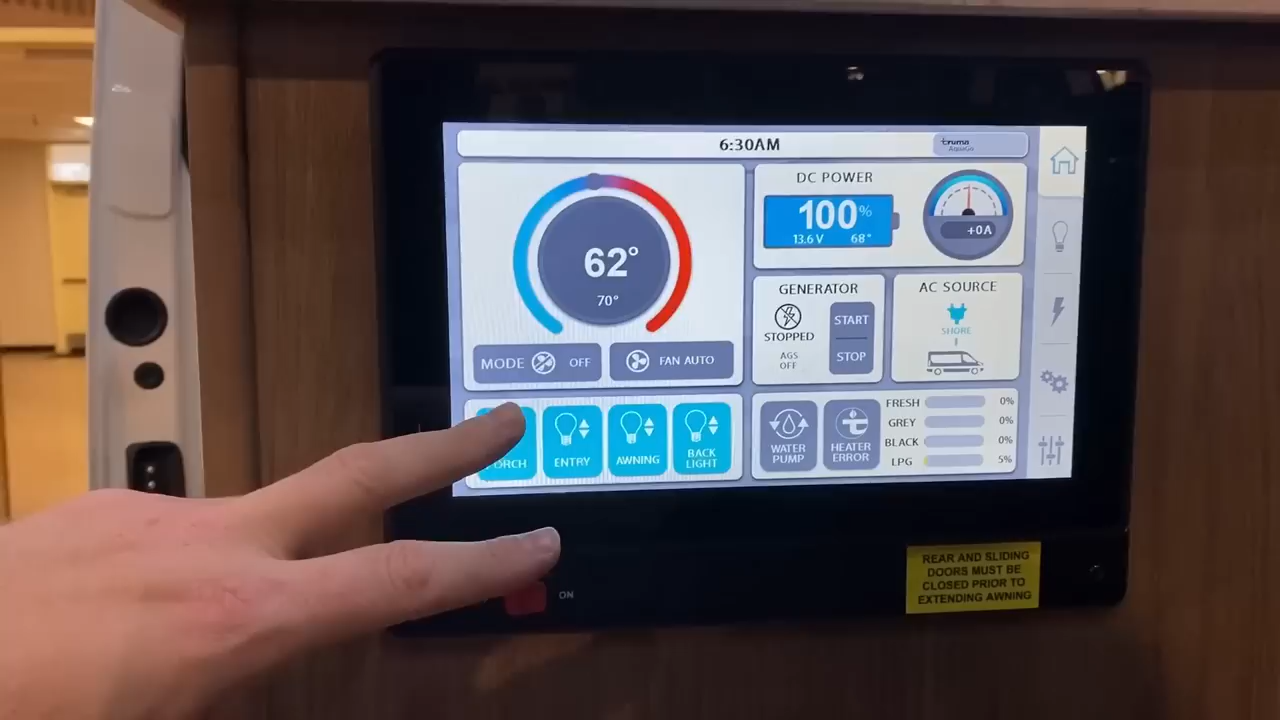 6:30AM
truma
AquaGo
62°
70°
MODE OFF
FAN AUTO
DC POWER
100%
13.6 V 68°
+0A
GENERATOR
STOPPED
AGS
OFF
START
STOP
AC SOURCE
SHORE
PORCH
ENTRY
AWNING
BACK
LIGHT
WATER
PUMP
HEATER
ERROR
FRESH 0%
GREY 0%
BLACK 0%
LPG 5%
ON
REAR AND SLIDING
DOORS MUST BE
CLOSED PRIOR TO
EXTENDING AWNING